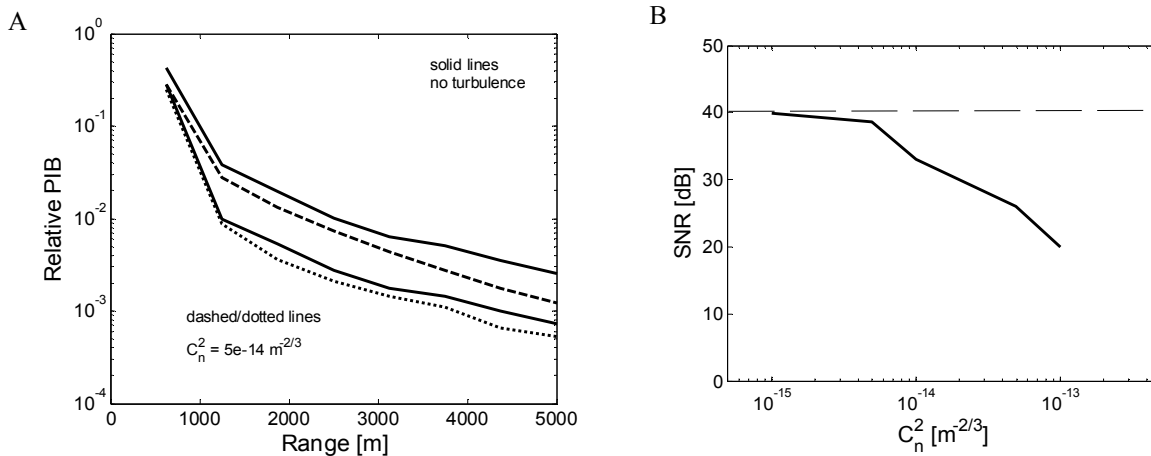 A
10^0
10^-1
10^-2
10^-3
10^-4
Relative PIB
solid lines
no turbulence
dashed/dotted lines
C_n^2 = 5e-14 m^-2/3
0 1000 2000 3000 4000 5000
Range [m]
B
50
40
30
20
10
0
SNR [dB]
10^-15 10^-14 10^-13
C_n^2 [m^-2/3]